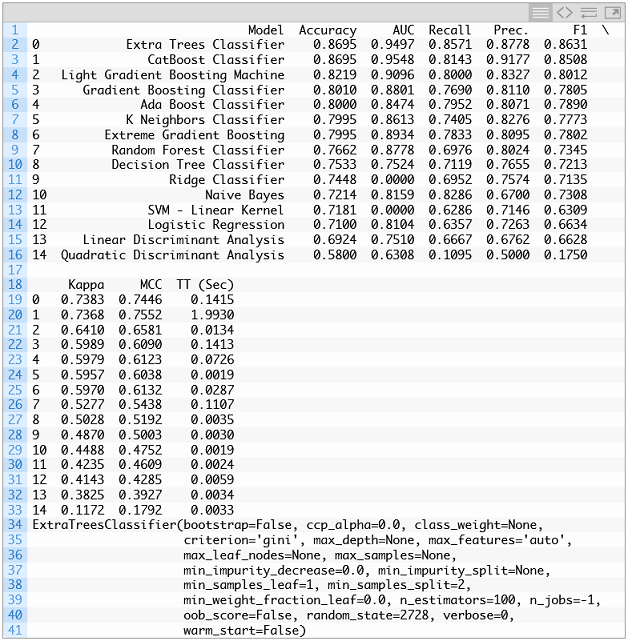 1 Model Accuracy AUC Recall Prec. F1 \
2 0 Extra Trees Classifier 0.8695 0.9497 0.8571 0.8778 0.8631
3 1 CatBoost Classifier 0.8695 0.9548 0.8143 0.9177 0.8508
4 2 Light Gradient Boosting Machine 0.8219 0.9096 0.8000 0.8327 0.8012
5 3 Gradient Boosting Classifier 0.8010 0.8801 0.7690 0.8110 0.7805
6 4 Ada Boost Classifier 0.8000 0.8474 0.7952 0.8071 0.7890
7 5 K Neighbors Classifier 0.7995 0.8613 0.7405 0.8276 0.7773
8 6 Extreme Gradient Boosting 0.7995 0.8934 0.7833 0.8095 0.7802
9 7 Random Forest Classifier 0.7662 0.8778 0.6976 0.8024 0.7345
10 8 Decision Tree Classifier 0.7533 0.7524 0.7119 0.7655 0.7213
11 9 Ridge Classifier 0.7448 0.0000 0.6952 0.7574 0.7135
12 10 Naive Bayes 0.7214 0.8159 0.8286 0.6700 0.7308
13 11 SVM - Linear Kernel 0.7181 0.0000 0.6286 0.7146 0.6309
14 12 Logistic Regression 0.7100 0.8104 0.6357 0.7263 0.6634
15 13 Linear Discriminant Analysis 0.6924 0.7510 0.6667 0.6762 0.6628
16 14 Quadratic Discriminant Analysis 0.5800 0.6308 0.1095 0.5000 0.1750
17
18 Kappa MCC TT (Sec)
19 0 0.7383 0.7446 0.1415
20 1 0.7368 0.7552 1.9930
21 2 0.6410 0.6581 0.0134
22 3 0.5989 0.6090 0.1413
23 4 0.5979 0.6123 0.0726
24 5 0.5957 0.6038 0.0019
25 6 0.5970 0.6132 0.0287
26 7 0.5277 0.5438 0.1107
27 8 0.5028 0.5192 0.0035
28 9 0.4870 0.5003 0.0030
29 10 0.4488 0.4752 0.0019
30 11 0.4235 0.4609 0.0024
31 12 0.4143 0.4285 0.0059
32 13 0.3825 0.3927 0.0034
33 14 0.1172 0.1792 0.0033
34 ExtraTreesClassifier(bootstrap=False, ccp_alpha=0.0, class_weight=None,
35 criterion='gini', max_depth=None, max_features='auto',
36 max_leaf_nodes=None, max_samples=None,
37 min_impurity_decrease=0.0, min_impurity_split=None,
38 min_samples_leaf=1, min_samples_split=2,
39 min_weight_fraction_leaf=0.0, n_estimators=100, n_jobs=-1,
40 oob_score=False, random_state=2728, verbose=0,
41 warm_start=False)